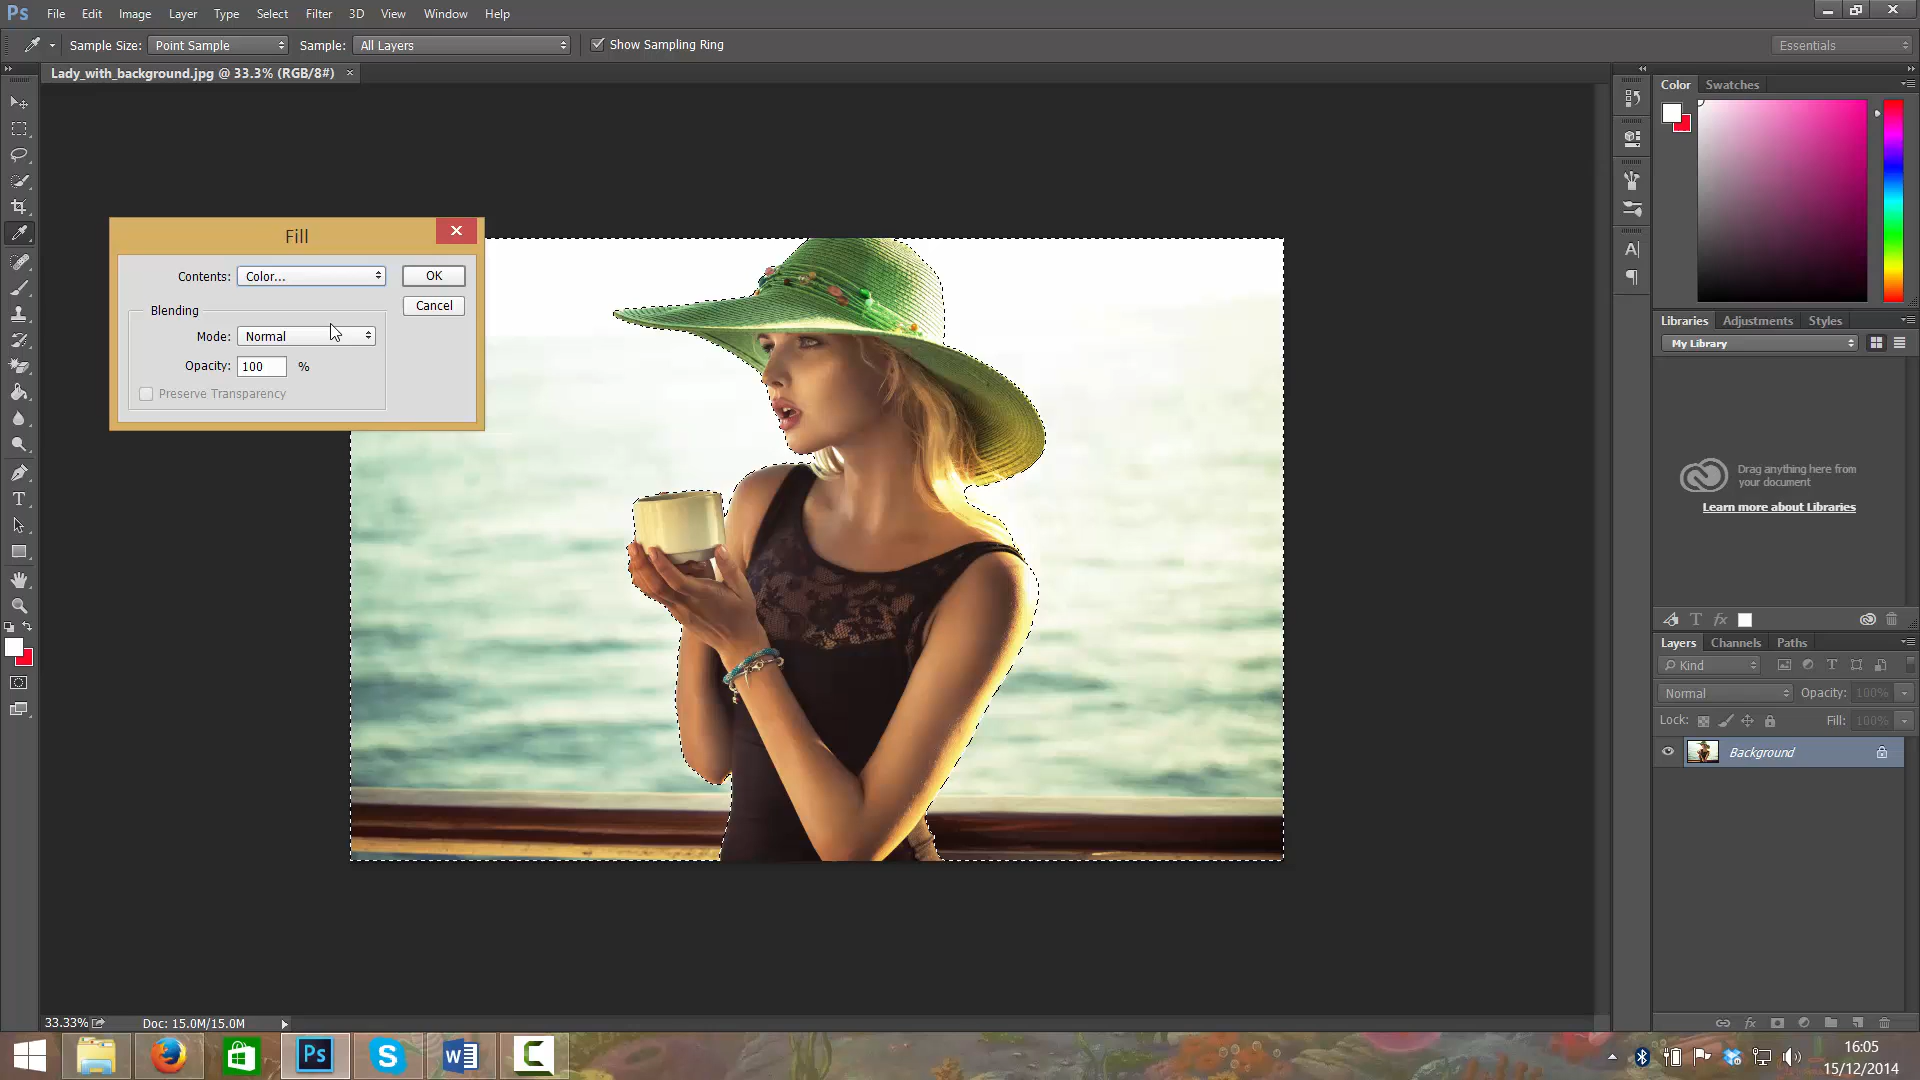 Ps File Edit Image Layer Type Select Filter 3D View Window Help
Sample Size: Point Sample Sample: All Layers Show Sampling Ring Essentials
Lady_with_background.jpg @ 33.3% (RGB/8#) ×
Color Swatches
Fill
Contents: Color... OK
Blending Cancel
Mode: Normal
Opacity: 100 %
Preserve Transparency
Libraries Adjustments Styles
My Library
Drag anything here from
your document
Learn more about Libraries
T fx
Layers Channels Paths
Kind
Normal Opacity: 100%
Lock: Fill: 100%
Background
33.33% Doc: 15.0M/15.0M
Ps
16:05
15/12/2014